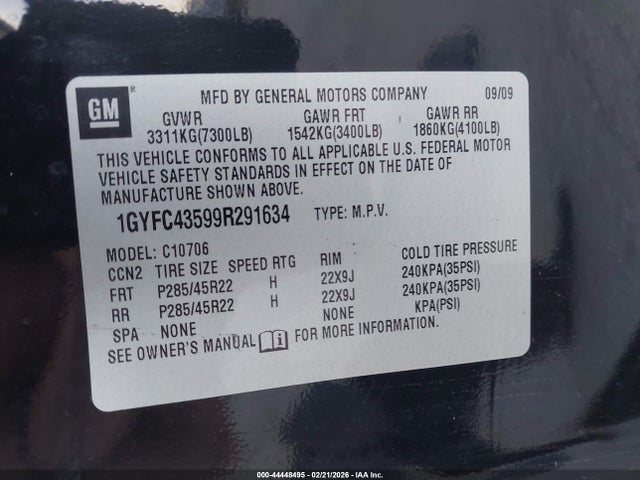 GM
MFD BY GENERAL MOTORS COMPANY 09/09
GVWR GAWR FRT GAWR RR
3311KG(7300LB) 1542KG(3400LB) 1860KG(4100LB)
THIS VEHICLE CONFORMS TO ALL APPLICABLE U.S. FEDERAL MOTOR
VEHICLE SAFETY STANDARDS IN EFFECT ON THE DATE OF
MANUFACTURE SHOWN ABOVE.
1GYFC43599R291634 TYPE: M.P.V.
MODEL: C10706
CCN2 TIRE SIZE SPEED RTG RIM COLD TIRE PRESSURE
FRT P285/45R22 H 22X9J 240KPA(35PSI)
RR P285/45R22 H 22X9J 240KPA(35PSI)
SPA NONE NONE KPA(PSI)
SEE OWNER'S MANUAL i FOR MORE INFORMATION.
000-44448495 - 02/21/2026 - IAA Inc.